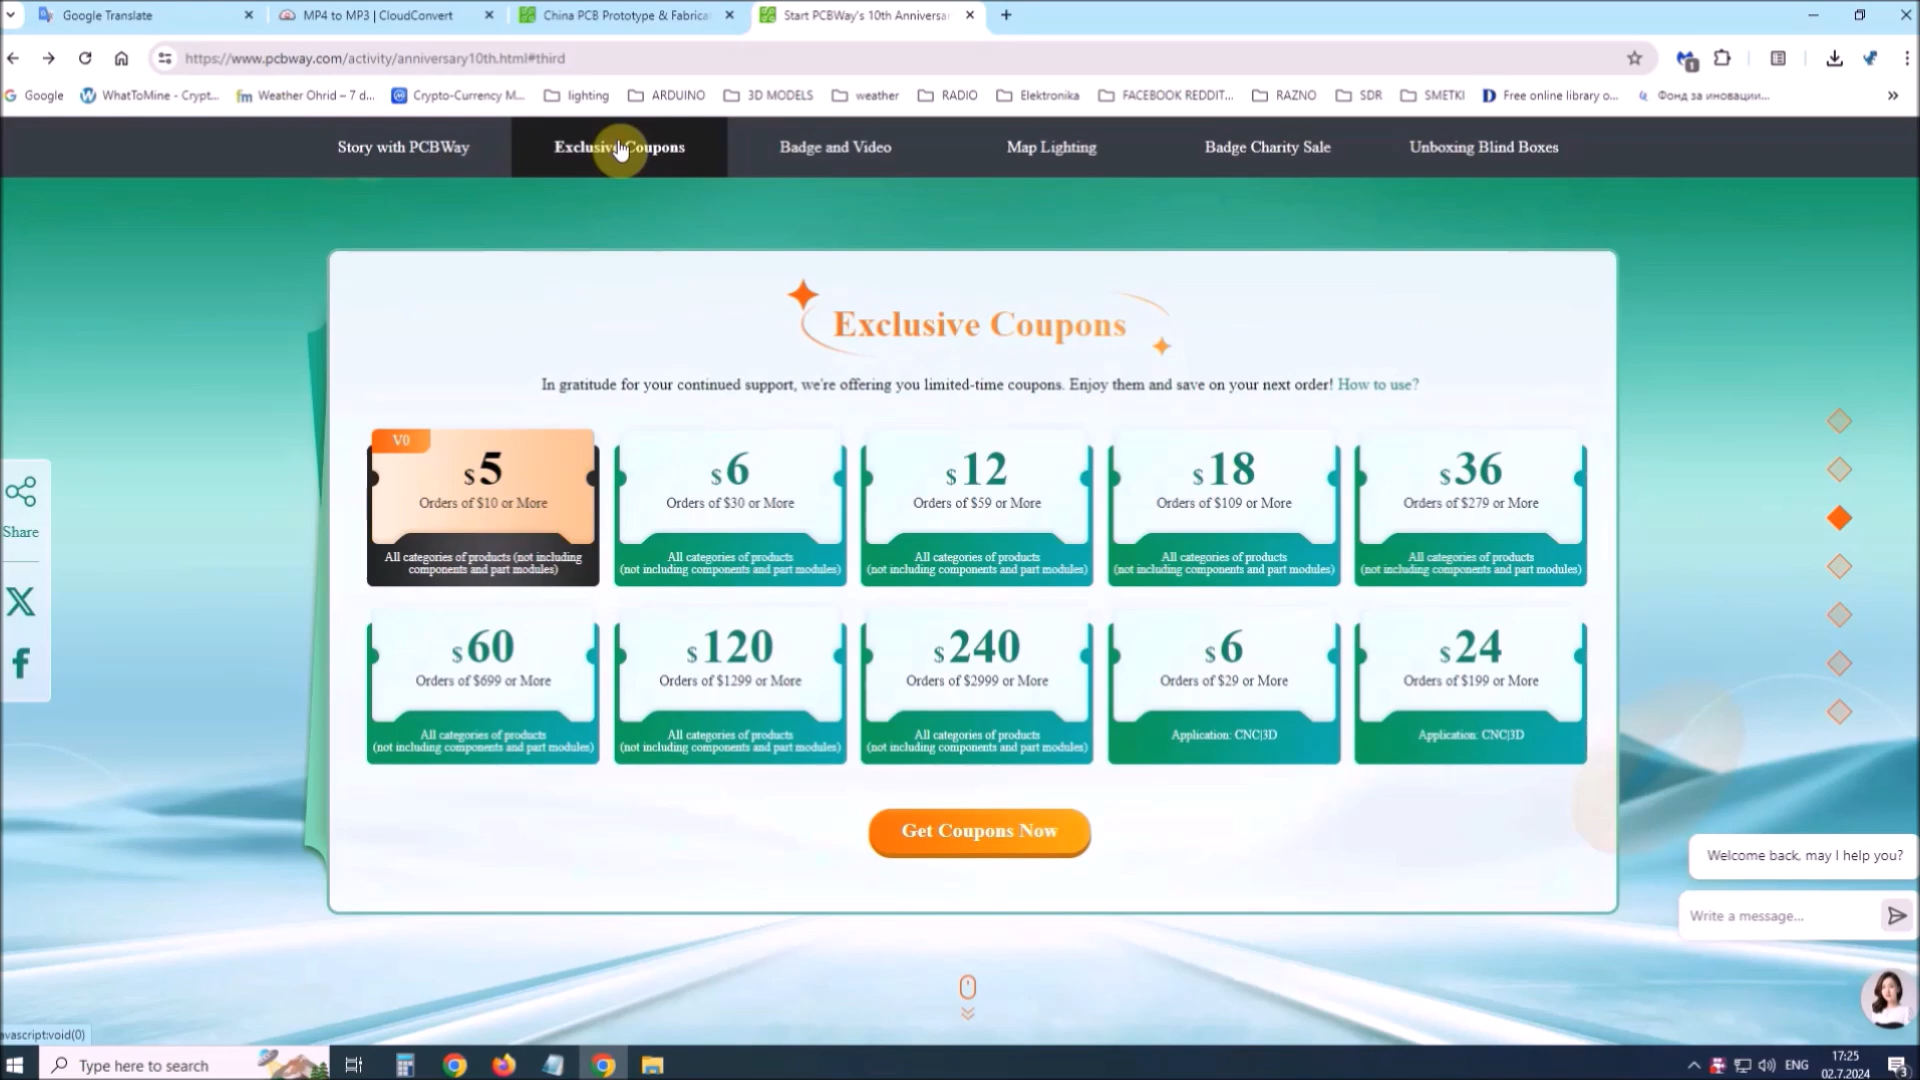 Google Translate
MP4 to MP3 | CloudConvert
China PCB Prototype & Fabrica
Start PCBWay's 10th Anniversa
https://www.pcbway.com/activity/anniversary10th.html#third
1
Google
WhatToMine - Crypt...
fm Weather Ohrid – 7 d...
Crypto-Currency M...
lighting
ARDUINO
3D MODELS
weather
RADIO
Elektronika
FACEBOOK REDDIT...
RAZNO
SDR
SMETKI
Free online library o...
Фонд за иновации...
Story with PCBWay
Exclusive Coupons
Badge and Video
Map Lighting
Badge Charity Sale
Unboxing Blind Boxes
Exclusive Coupons
In gratitude for your continued support, we're offering you limited-time coupons. Enjoy them and save on your next order! How to use?
V0
$5
Orders of $10 or More
All categories of products (not including
components and part modules)
$6
Orders of $30 or More
All categories of products
(not including components and part modules)
$12
Orders of $59 or More
All categories of products
(not including components and part modules)
$18
Orders of $109 or More
All categories of products
(not including components and part modules)
$36
Orders of $279 or More
All categories of products
(not including components and part modules)
$60
Orders of $699 or More
All categories of products
(not including components and part modules)
$120
Orders of $1299 or More
All categories of products
(not including components and part modules)
$240
Orders of $2999 or More
All categories of products
(not including components and part modules)
$6
Orders of $29 or More
Application: CNC|3D
$24
Orders of $199 or More
Application: CNC|3D
Get Coupons Now
Share
Welcome back, may I help you?
Write a message...
avascript:void(0)
Type here to search
ENG
17:25
02.7.2024
3